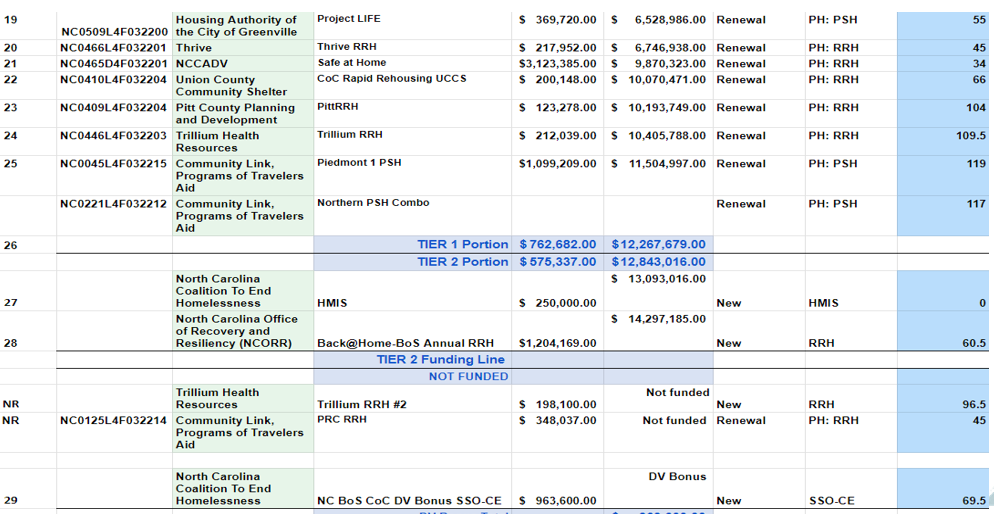 19 NC0509L4F032200 Housing Authority of the City of Greenville Project LIFE $ 369,720.00 $ 6,528,986.00 Renewal PH: PSH 55
20 NC0466L4F032201 Thrive Thrive RRH $ 217,952.00 $ 6,746,938.00 Renewal PH: RRH 45
21 NC0465D4F032201 NCCADV Safe at Home $3,123,385.00 $ 9,870,323.00 Renewal PH: RRH 34
22 NC0410L4F032204 Union County Community Shelter CoC Rapid Rehousing UCCS $ 200,148.00 $ 10,070,471.00 Renewal PH: RRH 66
23 NC0409L4F032204 Pitt County Planning and Development PittRRH $ 123,278.00 $ 10,193,749.00 Renewal PH: RRH 104
24 NC0446L4F032203 Trillium Health Resources Trillium RRH $ 212,039.00 $ 10,405,788.00 Renewal PH: RRH 109.5
25 NC0045L4F032215 Community Link, Programs of Travelers Aid Piedmont 1 PSH $1,099,209.00 $ 11,504,997.00 Renewal PH: PSH 119
NC0221L4F032212 Community Link, Programs of Travelers Aid Northern PSH Combo Renewal PH: PSH 117
26 TIER 1 Portion $ 762,682.00 $12,267,679.00
TIER 2 Portion $ 575,337.00 $12,843,016.00
27 North Carolina Coalition To End Homelessness HMIS $ 250,000.00 $ 13,093,016.00 New HMIS 0
28 North Carolina Office of Recovery and Resiliency (NCORR) Back@Home-BoS Annual RRH $1,204,169.00 $ 14,297,185.00 New RRH 60.5
TIER 2 Funding Line
NOT FUNDED
NR Trillium Health Resources Trillium RRH #2 $ 198,100.00 Not funded New RRH 96.5
NR NC0125L4F032214 Community Link, Programs of Travelers Aid PRC RRH $ 348,037.00 Not funded Renewal PH: RRH 45
29 North Carolina Coalition To End Homelessness NC BoS CoC DV Bonus SSO-CE $ 963,600.00 DV Bonus New SSO-CE 69.5